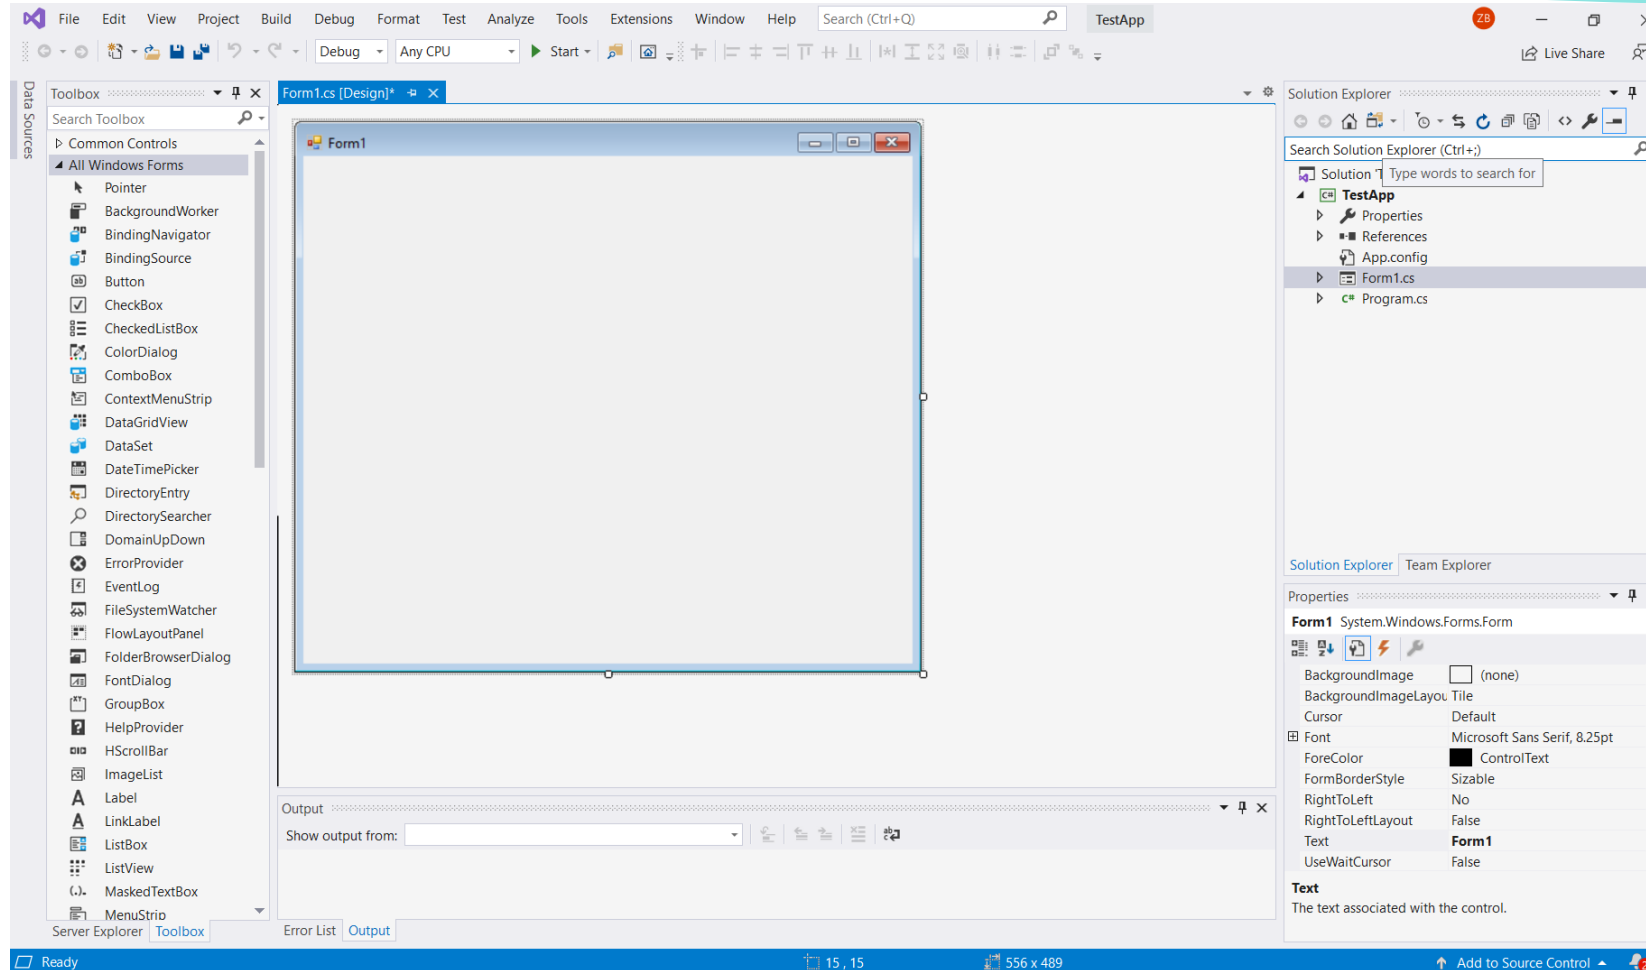 File Edit View Project Build Debug Format Test Analyze Tools Extensions Window Help Search (Ctrl+Q) TestApp ZB
Debug Any CPU Start Live Share
Data Sources
Toolbox
Search Toolbox
Common Controls
All Windows Forms
Pointer
BackgroundWorker
BindingNavigator
BindingSource
Button
CheckBox
CheckedListBox
ColorDialog
ComboBox
ContextMenuStrip
DataGridView
DataSet
DateTimePicker
DirectoryEntry
DirectorySearcher
DomainUpDown
ErrorProvider
EventLog
FileSystemWatcher
FlowLayoutPanel
FolderBrowserDialog
FontDialog
GroupBox
HelpProvider
HScrollBar
ImageList
Label
LinkLabel
ListBox
ListView
MaskedTextBox
MenuStrip
Server Explorer Toolbox
Form1.cs [Design]*
Form1
Output
Show output from:
Error List Output
Solution Explorer
Search Solution Explorer (Ctrl+;)
Solution 'T
Type words to search for
C# TestApp
Properties
References
App.config
Form1.cs
C# Program.cs
Solution Explorer Team Explorer
Properties
Form1 System.Windows.Forms.Form
BackgroundImage (none)
BackgroundImageLayou Tile
Cursor Default
Font Microsoft Sans Serif, 8.25pt
ForeColor ControlText
FormBorderStyle Sizable
RightToLeft No
RightToLeftLayout False
Text Form1
UseWaitCursor False
Text
The text associated with the control.
Ready 15 , 15 556 x 489 Add to Source Control